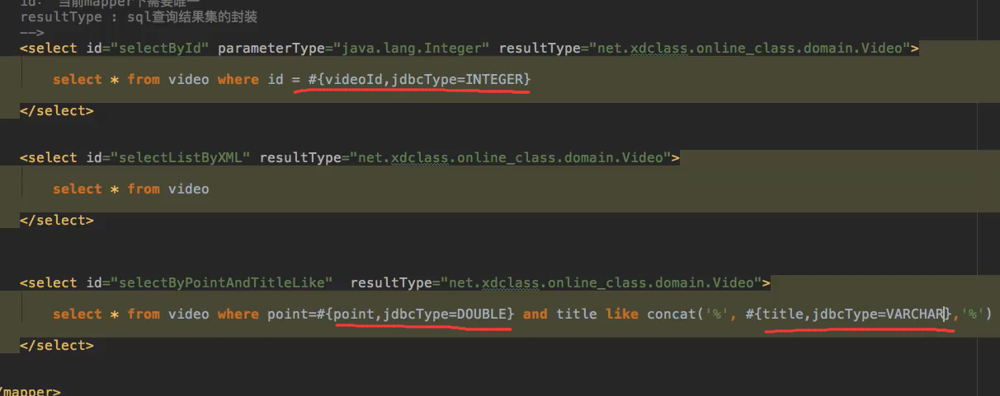 id: 当前mapper下需要唯一
resultType : sql查询结果集的封装
-->
<select id="selectById" parameterType="java.lang.Integer" resultType="net.xdclass.online_class.domain.Video">
select * from video where id = #{videoId,jdbcType=INTEGER}
</select>
<select id="selectListByXML" resultType="net.xdclass.online_class.domain.Video">
select * from video
</select>
<select id="selectByPointAndTitleLike" resultType="net.xdclass.online_class.domain.Video">
select * from video where point=#{point,jdbcType=DOUBLE} and title like concat('%', #{title,jdbcType=VARCHAR},'%')
</select>
/mapper>